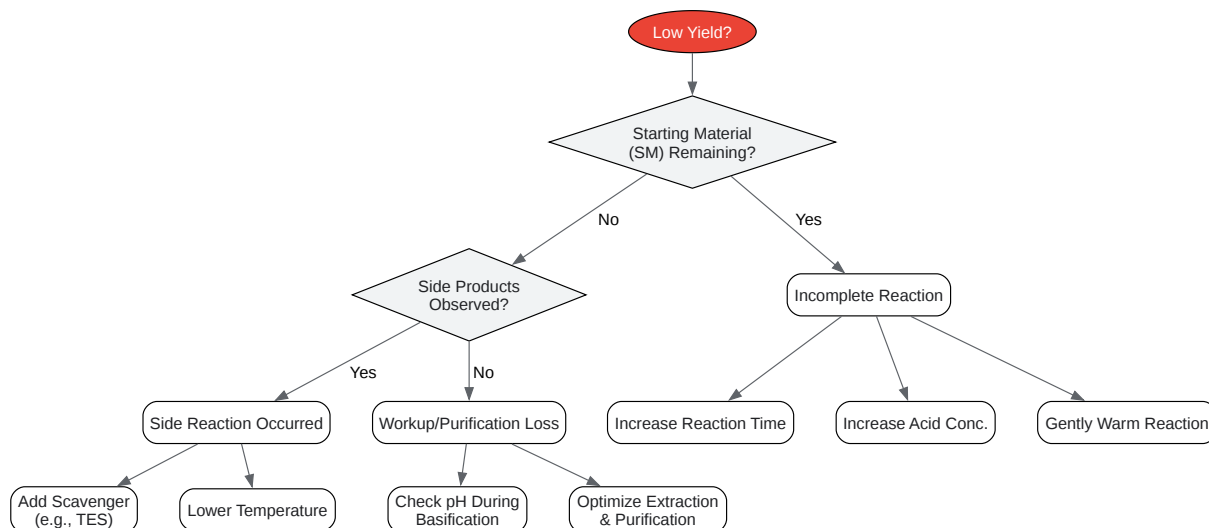 Low Yield?
Starting Material
(SM) Remaining?
No
Yes
Side Products
Observed?
Incomplete Reaction
Yes
No
Side Reaction Occurred
Workup/Purification Loss
Increase Reaction Time
Increase Acid Conc.
Gently Warm Reaction
Add Scavenger
(e.g., TES)
Lower Temperature
Check pH During
Basification
Optimize Extraction
& Purification